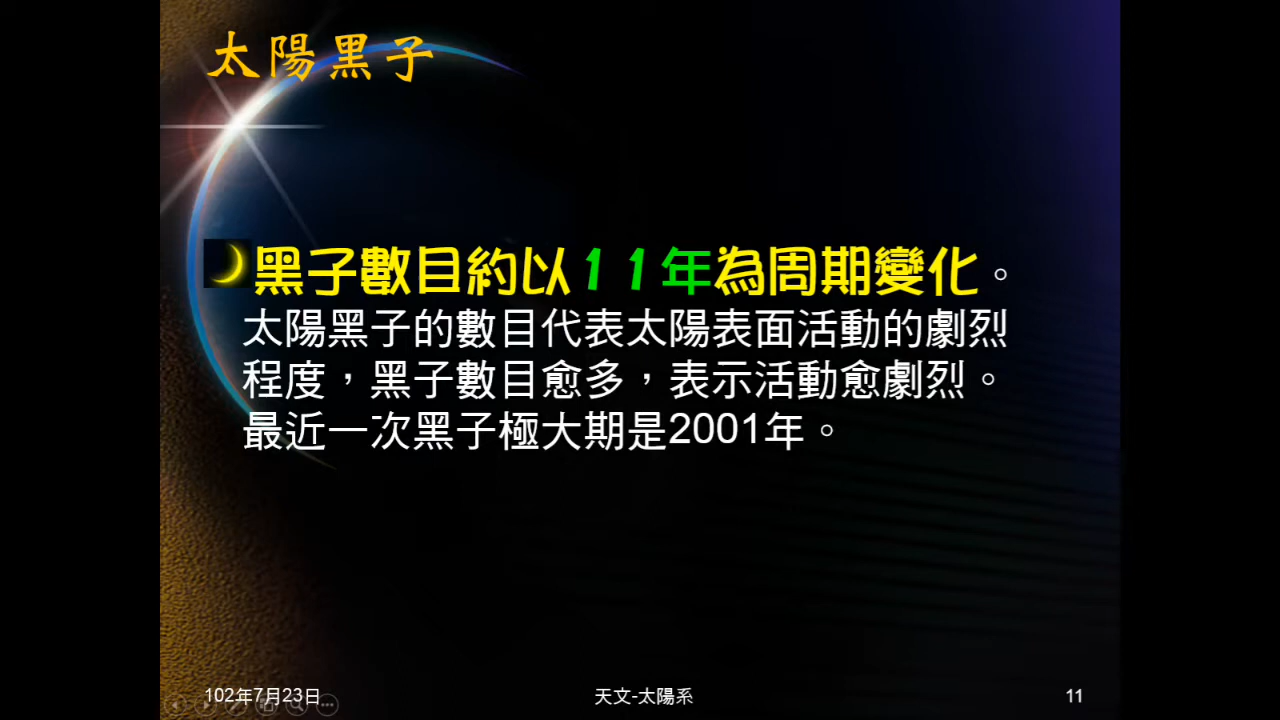 太陽黑子
黑子數目約以11年為周期變化。
太陽黑子的數目代表太陽表面活動的劇烈
程度，黑子數目愈多，表示活動愈劇烈。
最近一次黑子極大期是2001年。
102年7月23日
天文-太陽系
11